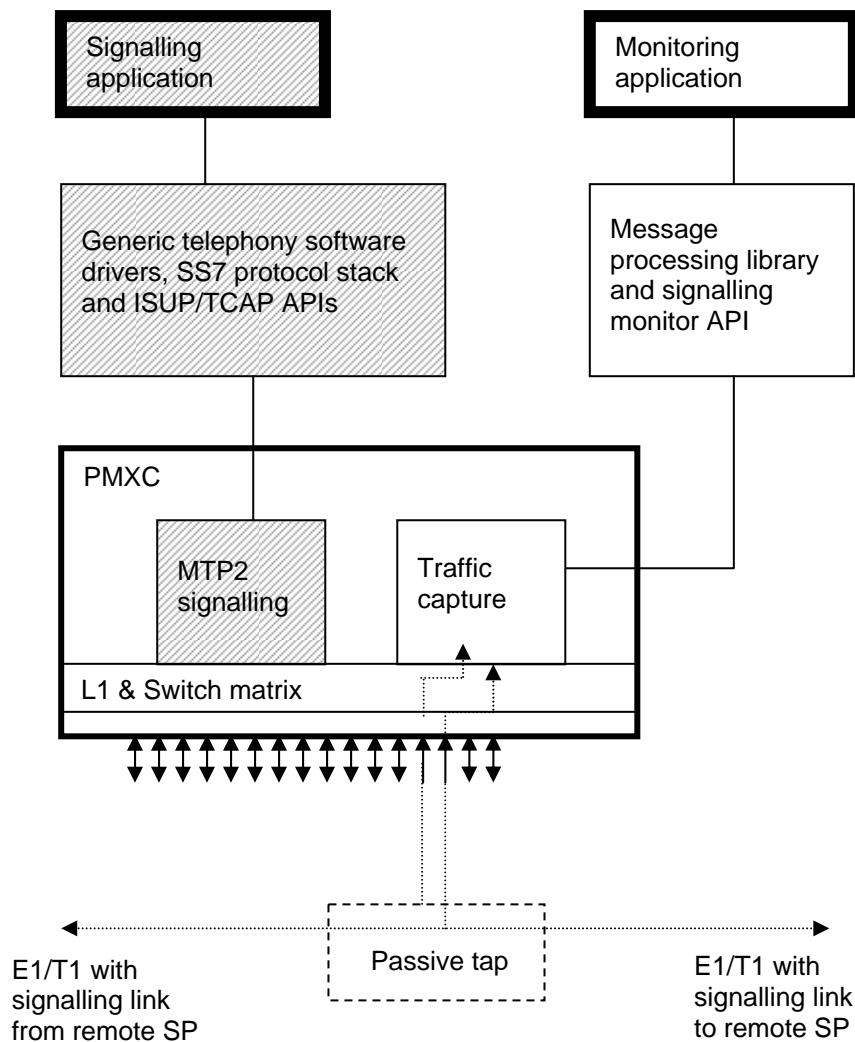 Signalling
application
Monitoring
application
Generic telephony software
drivers, SS7 protocol stack
and ISUP/TCAP APIs
Message
processing library
and signalling
monitor API
PMXC
MTP2
signalling
Traffic
capture
L1 & Switch matrix
Passive tap
E1/T1 with
signalling link
from remote SP
E1/T1 with
signalling link
to remote SP